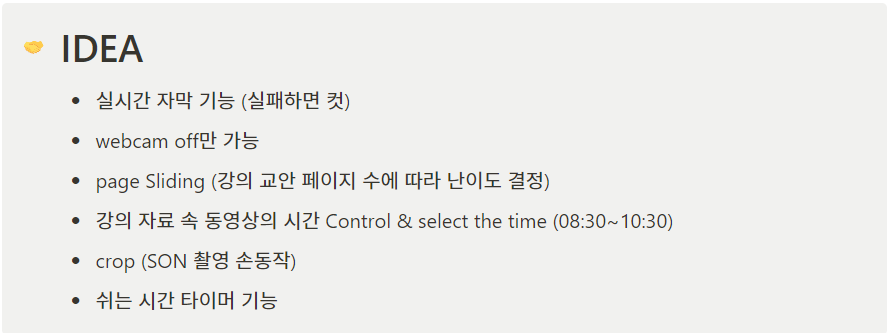 IDEA
실시간 자막 기능 (실패하면 컷)
webcam off만 가능
page Sliding (강의 교안 페이지 수에 따라 난이도 결정)
강의 자료 속 동영상의 시간 Control & select the time (08:30~10:30)
crop (SON 촬영 손동작)
쉬는 시간 타이머 기능